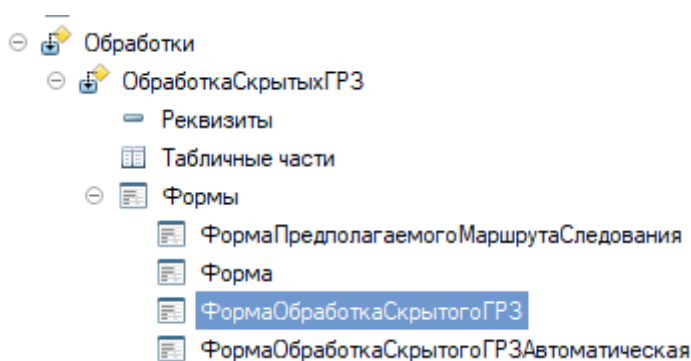 Обработки
ОбработкаСкрытыхГРЗ
Реквизиты
Табличные части
Формы
ФормаПредполагаемогоМаршрутаСледования
Форма
ФормаОбработкаСкрытогоГРЗ
ФормаОбработкаСкрытогоГРЗАвтоматическая